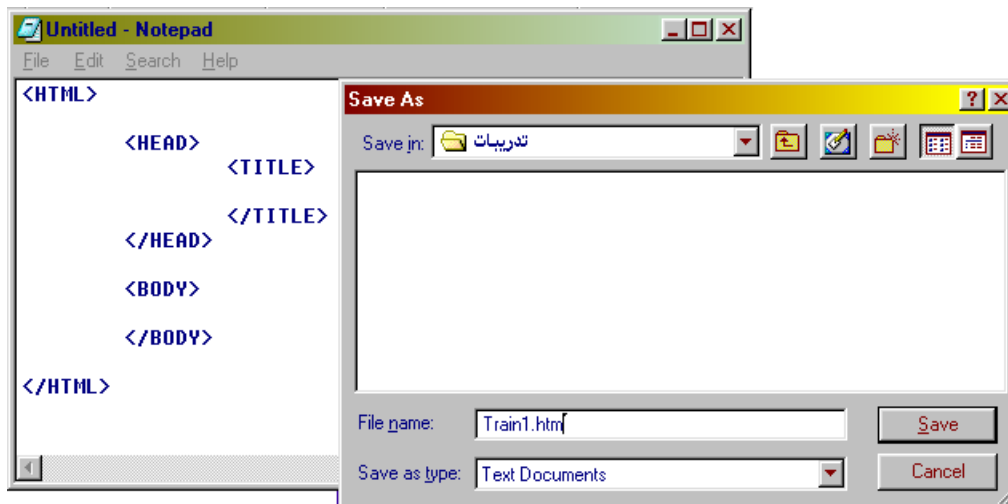 Untitled - Notepad
File Edit Search Help
<HTML>
<HEAD>
<TITLE>
</TITLE>
</HEAD>
<BODY>
</BODY>
</HTML>
Save As
Save in: تدريبات
File name: Train1.htm Save
Save as type: Text Documents Cancel